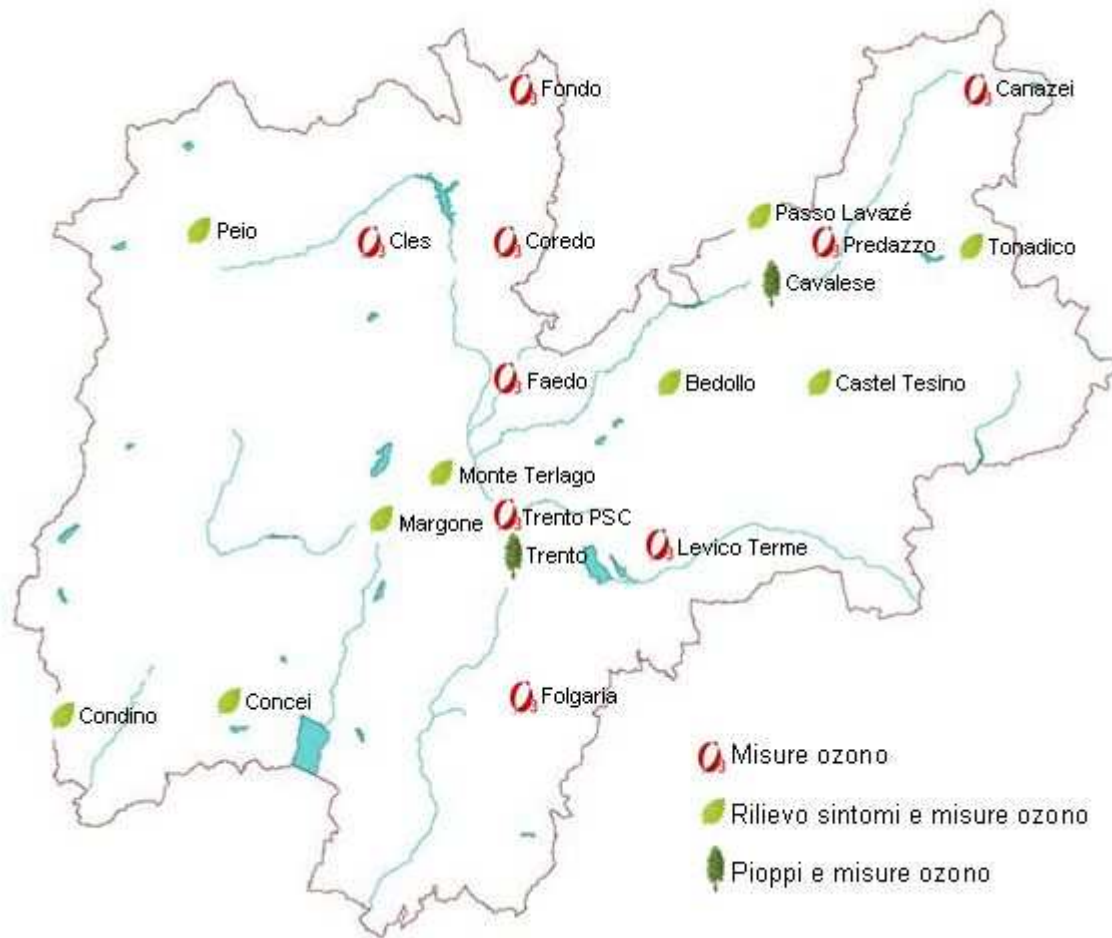 Fondo
Canazei
Passo Lavazé
Peio
Cles
Coredo
Predazzo
Tonadico
Cavalese
Faedo
Bedollo
Castel Tesino
Monte Terlago
Margone
Trento PSC
Levico Terme
Trento
Folgaria
Concei
Condino
O3 Misure ozono
Rilievo sintomi e misure ozono
Pioppi e misure ozono